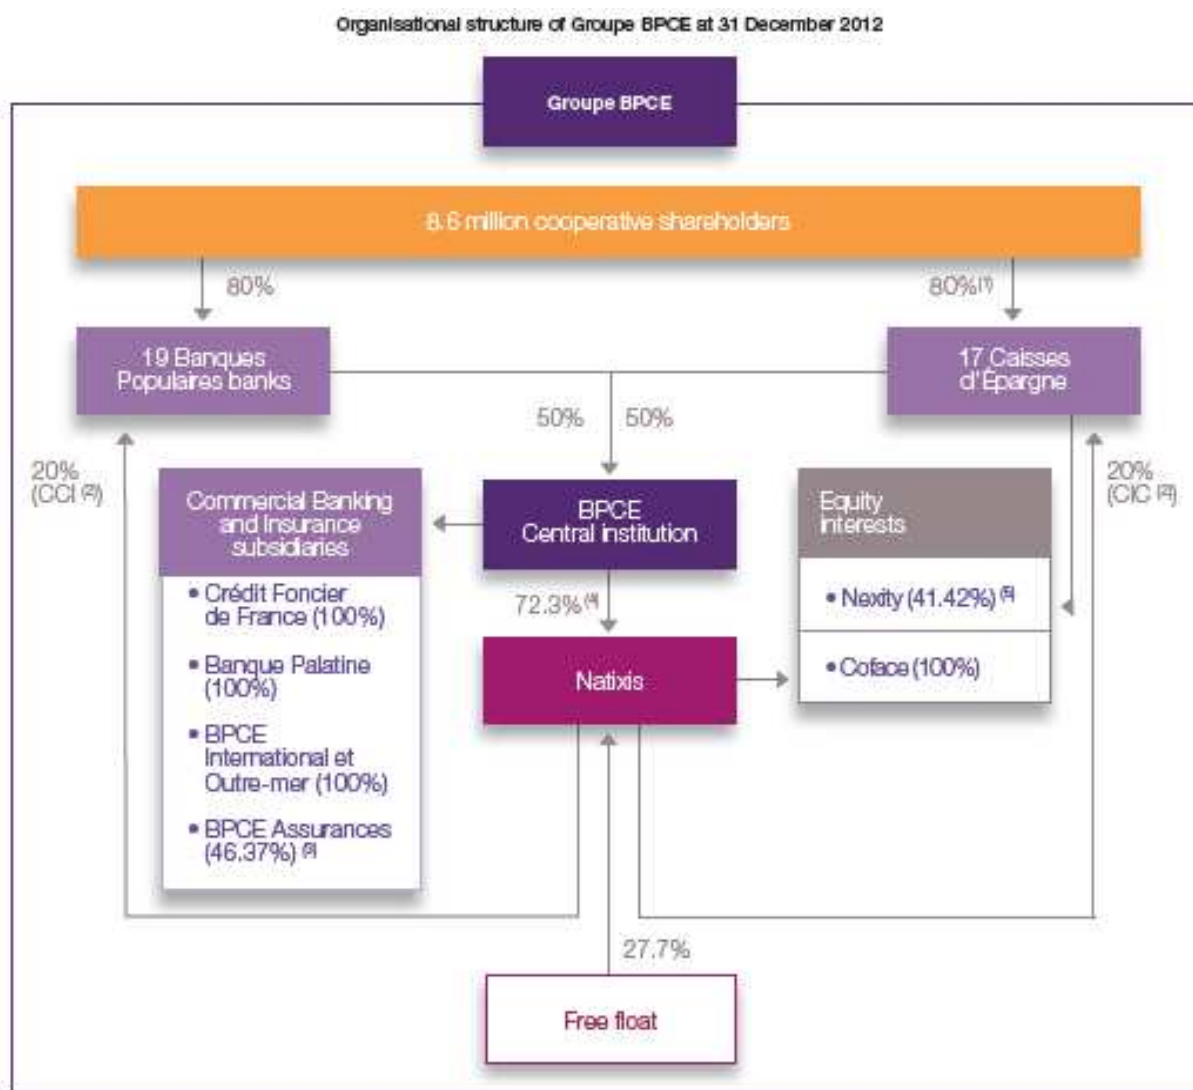 Organisational structure of Groupe BPCE at 31 December 2012
Groupe BPCE
8.6 million cooperative shareholders
80%
80%(1)
19 Banques
Populaires banks
17 Caisses
d'Épargne
50%
50%
20%
(CCI (2))
20%
(CIC (2))
Commercial Banking
and Insurance
subsidiaries
• Crédit Foncier
de France (100%)
• Banque Palatine
(100%)
• BPCE
International et
Outre-mer (100%)
• BPCE Assurances
(46.37%) (3)
BPCE
Central institution
72.3% (4)
Natixis
Equity
interests
• Nexity (41.42%) (5)
• Coface (100%)
27.7%
Free float